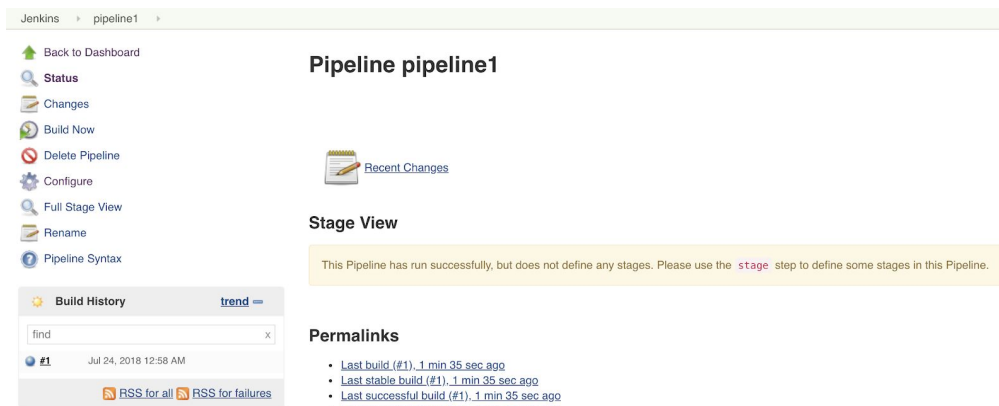 Jenkins pipeline1
Back to Dashboard
Status
Changes
Build Now
Delete Pipeline
Configure
Full Stage View
Rename
Pipeline Syntax
Build History trend
find x
#1 Jul 24, 2018 12:58 AM
RSS for all RSS for failures
Pipeline pipeline1
Recent Changes
Stage View
This Pipeline has run successfully, but does not define any stages. Please use the stage step to define some stages in this Pipeline.
Permalinks
Last build (#1), 1 min 35 sec ago
Last stable build (#1), 1 min 35 sec ago
Last successful build (#1), 1 min 35 sec ago